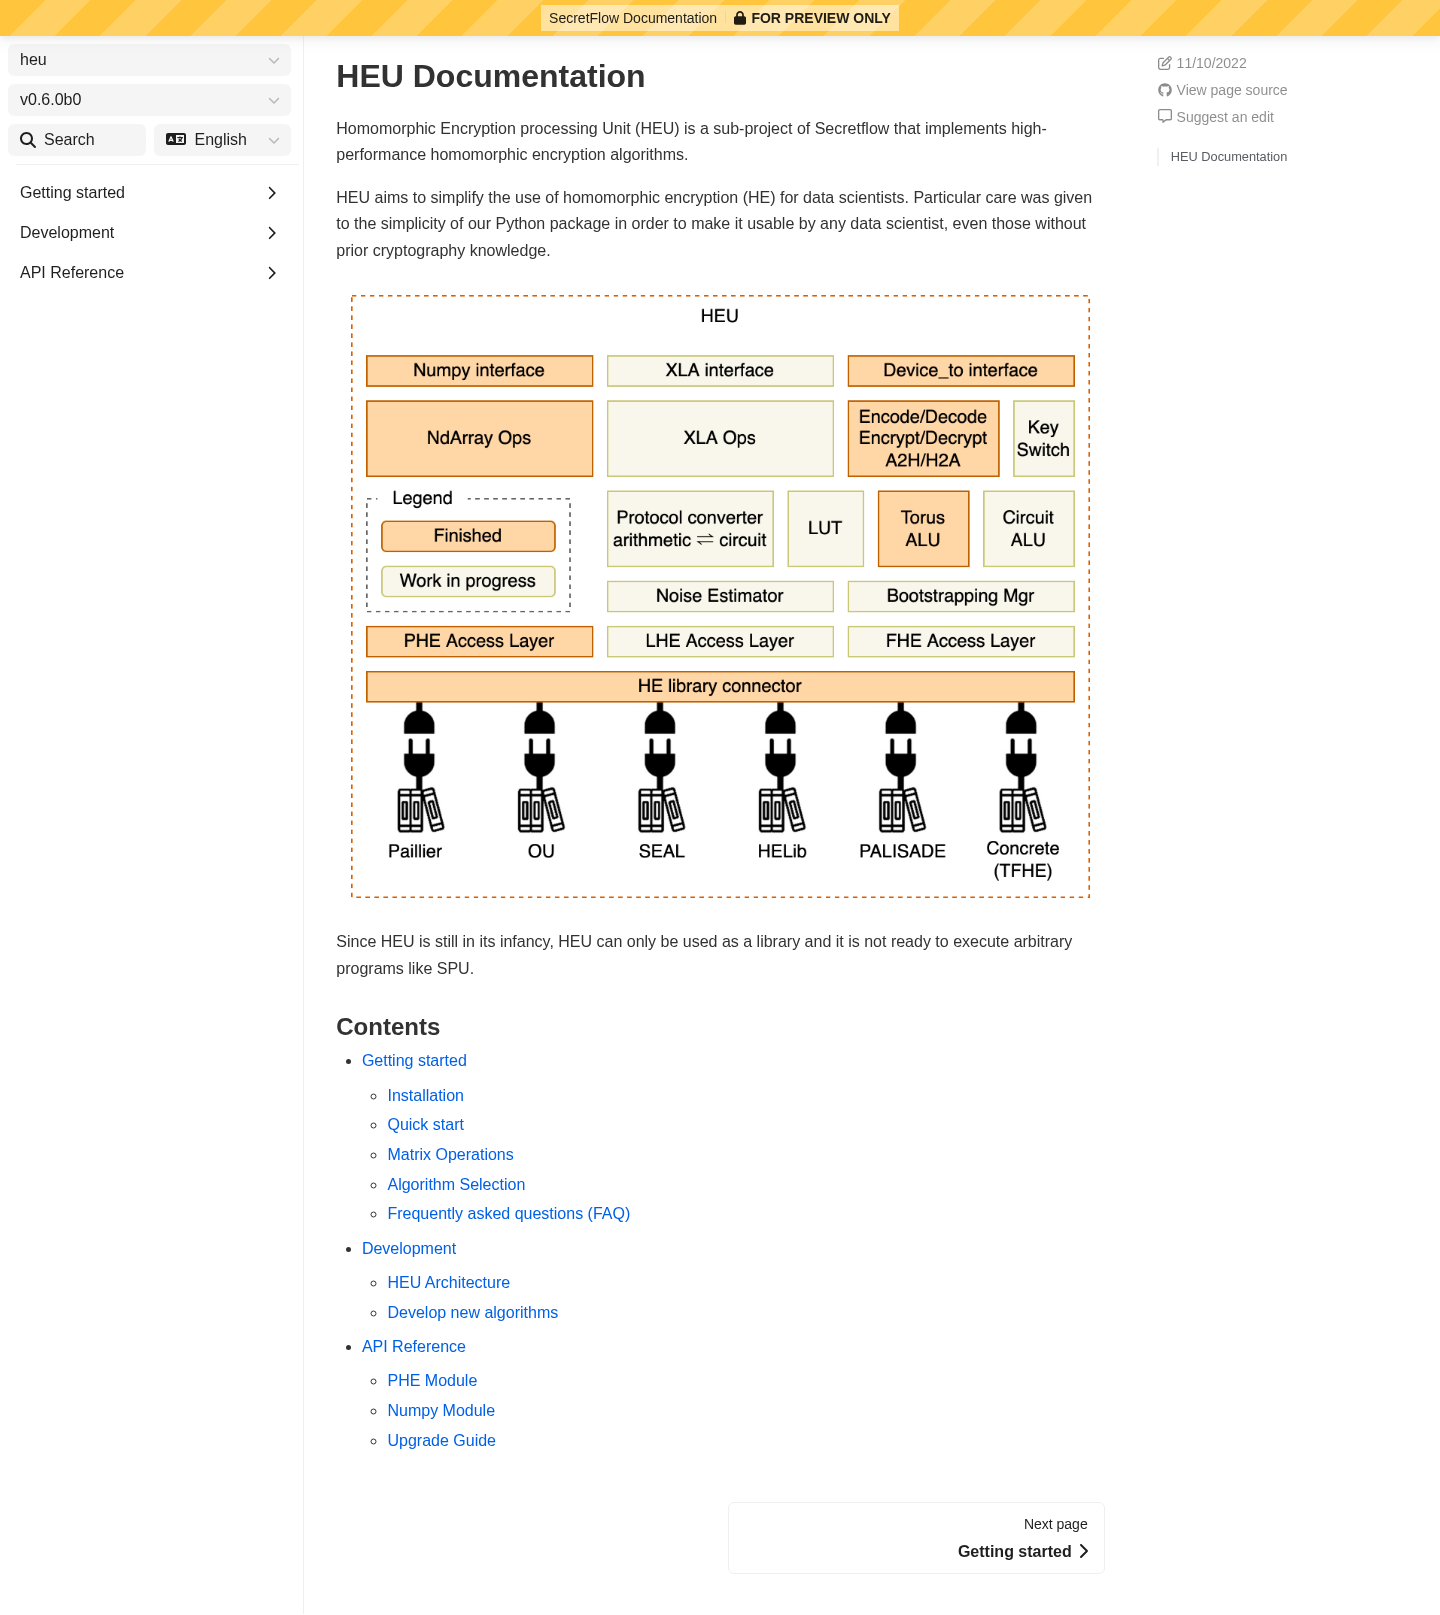 SecretFlow Documentation FOR PREVIEW ONLY
heu
v0.6.0b0
Search English
Getting started
Development
API Reference
HEU Documentation
Homomorphic Encryption processing Unit (HEU) is a sub-project of Secretflow that implements high-
performance homomorphic encryption algorithms.
HEU aims to simplify the use of homomorphic encryption (HE) for data scientists. Particular care was given
to the simplicity of our Python package in order to make it usable by any data scientist, even those without
prior cryptography knowledge.
HEU
Numpy interface XLA interface Device_to interface
NdArray Ops
XLA Ops
Encode/Decode
Encrypt/Decrypt
A2H/H2A
Key
Switch
Legend
Finished
Work in progress
Protocol converter
arithmetic ⇌ circuit
LUT
Torus
ALU
Circuit
ALU
Noise Estimator Bootstrapping Mgr
PHE Access Layer LHE Access Layer FHE Access Layer
HE library connector
Paillier OU SEAL HELib PALISADE Concrete
(TFHE)
Since HEU is still in its infancy, HEU can only be used as a library and it is not ready to execute arbitrary
programs like SPU.
Contents
• Getting started
◦ Installation
◦ Quick start
◦ Matrix Operations
◦ Algorithm Selection
◦ Frequently asked questions (FAQ)
• Development
◦ HEU Architecture
◦ Develop new algorithms
• API Reference
◦ PHE Module
◦ Numpy Module
◦ Upgrade Guide
Next page
Getting started
11/10/2022
View page source
Suggest an edit
HEU Documentation